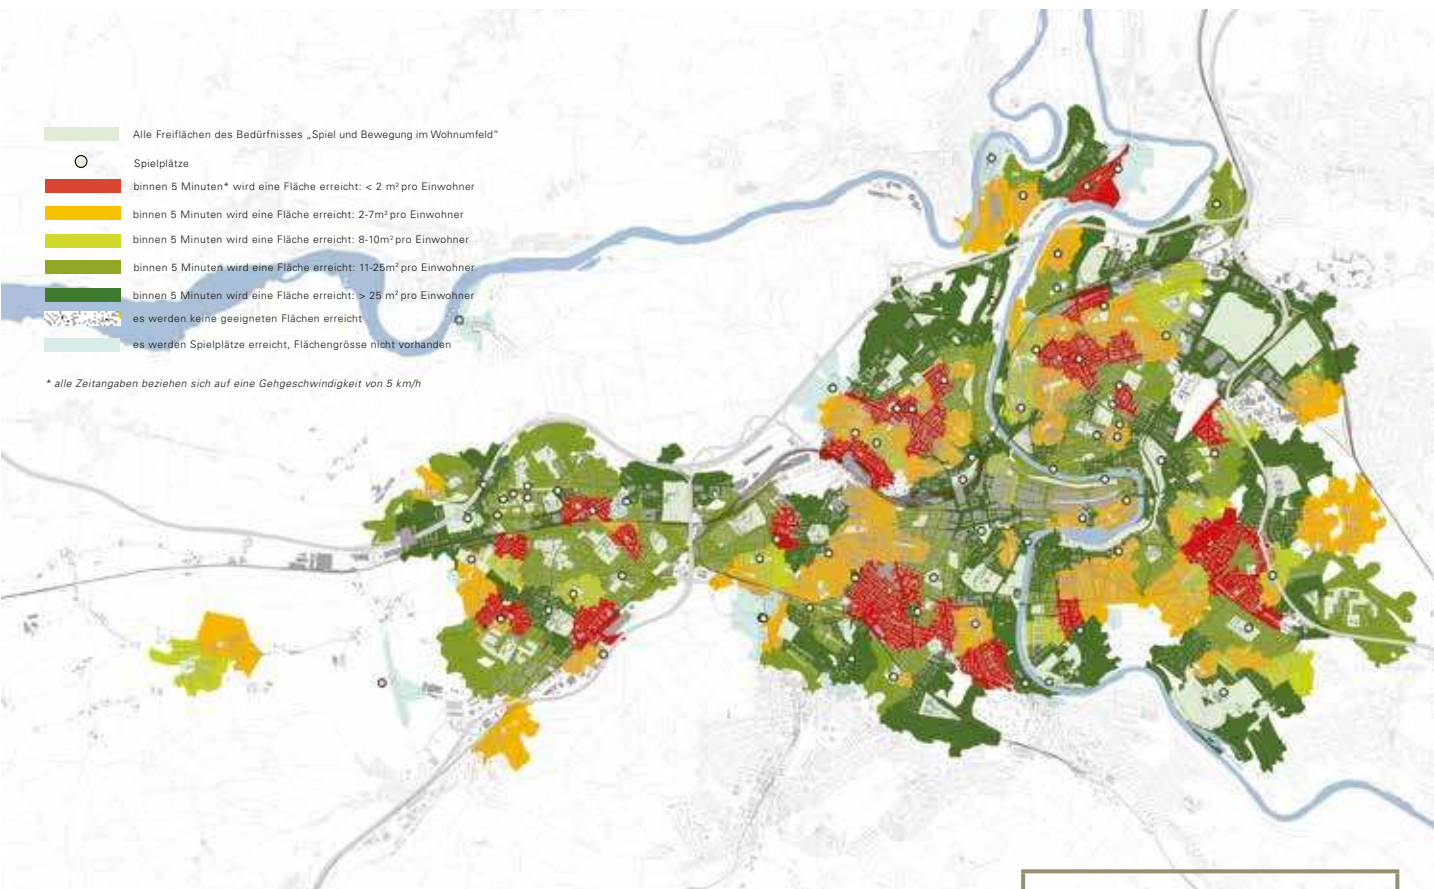 Alle Freiflächen des Bedürfnisses „Spiel und Bewegung im Wohnumfeld"
Spielplätze
binnen 5 Minuten* wird eine Fläche erreicht: < 2 m² pro Einwohner
binnen 5 Minuten wird eine Fläche erreicht: 2-7m² pro Einwohner
binnen 5 Minuten wird eine Fläche erreicht: 8-10m² pro Einwohner
binnen 5 Minuten wird eine Fläche erreicht: 11-25m² pro Einwohner
binnen 5 Minuten wird eine Fläche erreicht: > 25 m² pro Einwohner
es werden keine geeigneten Flächen erreicht
es werden Spielplätze erreicht, Flächengrösse nicht vorhanden
* alle Zeitangaben beziehen sich auf eine Gehgeschwindigkeit von 5 km/h